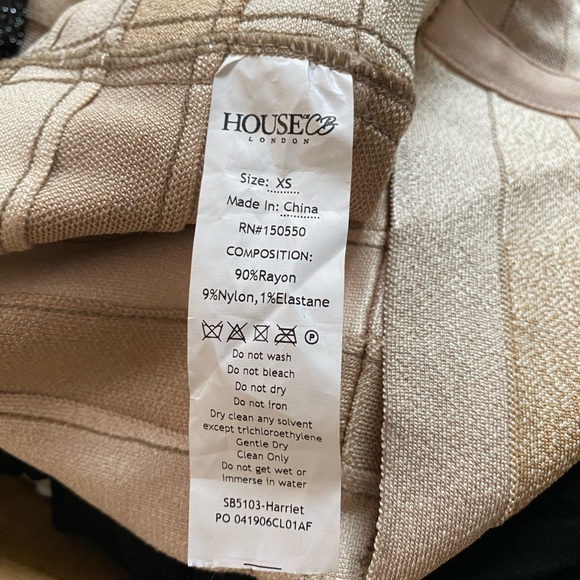 HOUSE OF CB
LONDON
Size: XS
Made In: China
RN#150550
COMPOSITION:
90%Rayon
9%Nylon,1%Elastane
P
Do not wash
Do not bleach
Do not dry
Do not iron
Dry clean any solvent
except trichloroethylene
Gentle Dry
Clean Only
Do not get wet or
immerse in water
SB5103-Harriet
PO 041906CL01AF